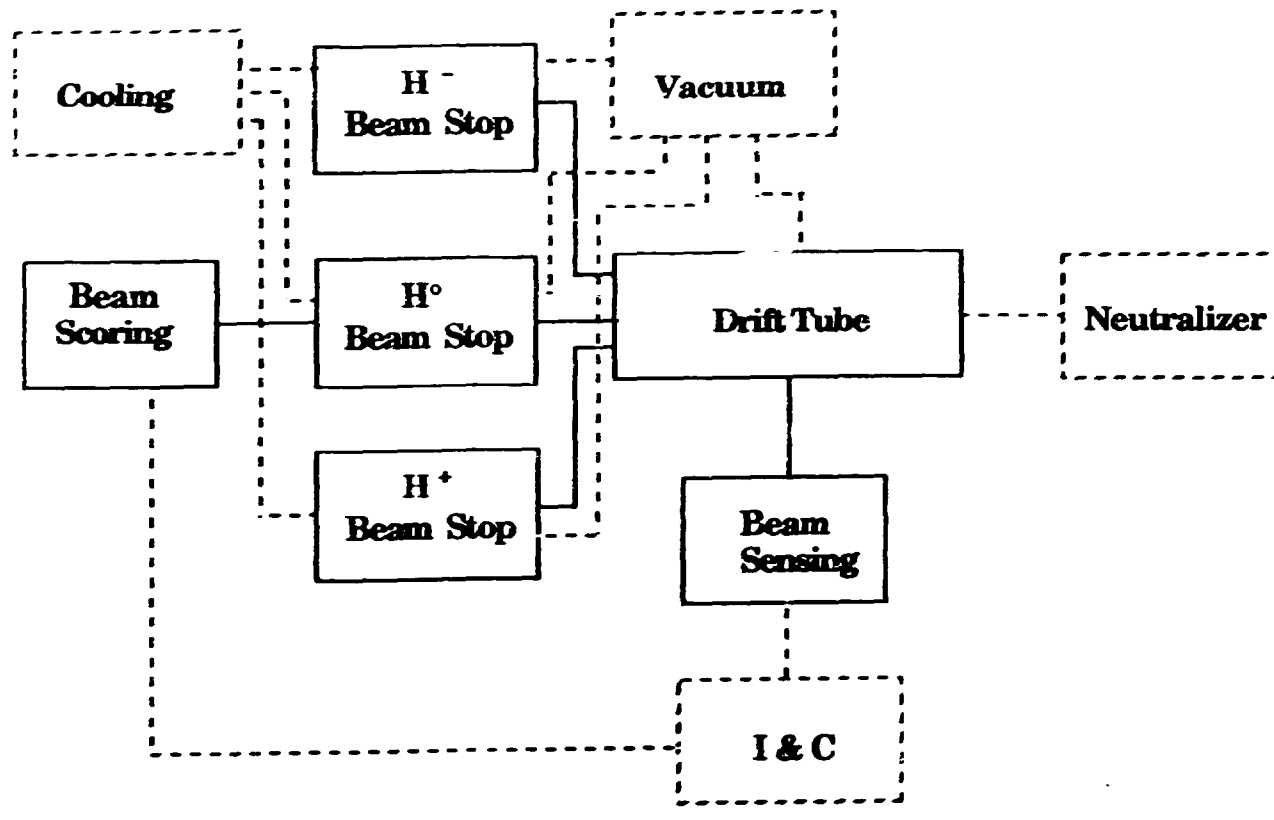 Cooling
H⁻
Beam Stop
Vacuum
Beam
Scoring
H°
Beam Stop
Drift Tube
Neutralizer
H⁺
Beam Stop
Beam
Sensing
I & C